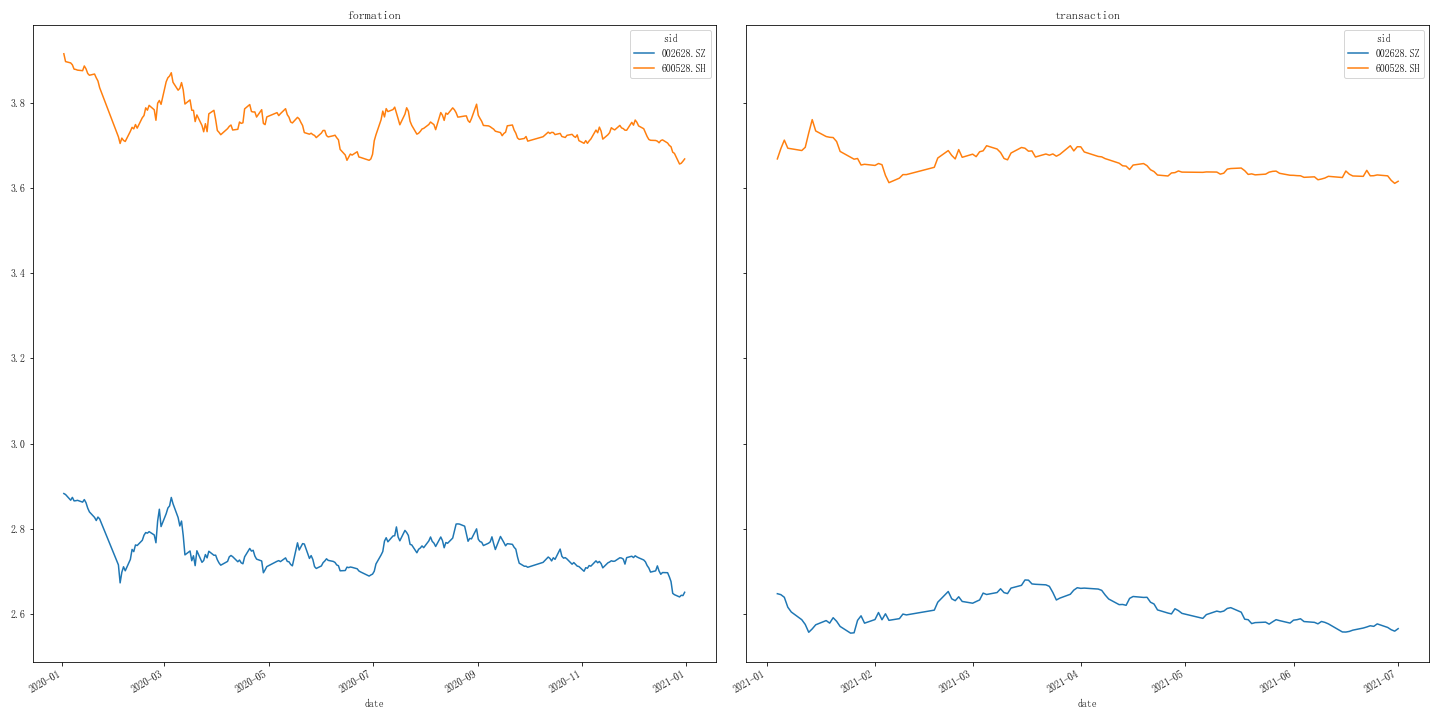 formation
sid
002628.SZ
600528.SH
3.8
3.6
3.4
3.2
3.0
2.8
2.6
2020-01
2020-03
2020-05
2020-07
2020-09
2020-11
2021-01
date
transaction
sid
002628.SZ
600528.SH
2021-01
2021-02
2021-03
2021-04
2021-05
2021-06
2021-07
date